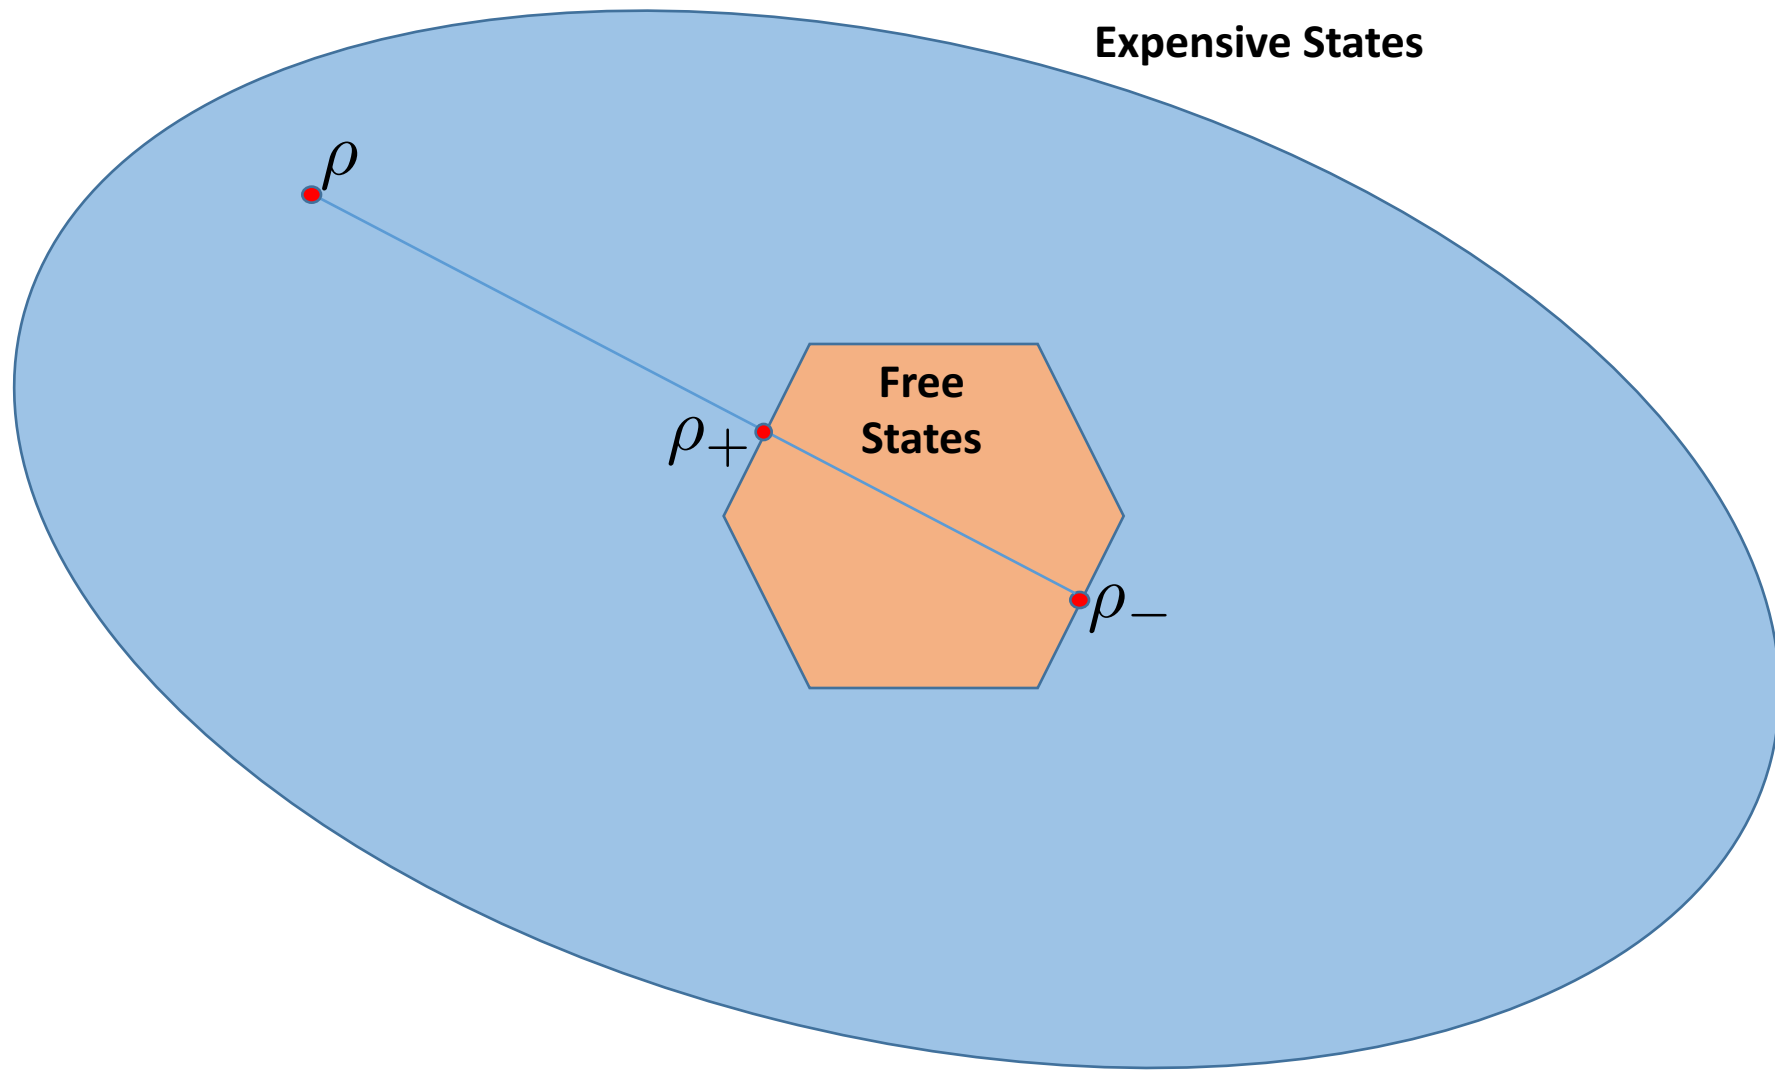 Expensive States
ρ
Free
States
ρ₊
ρ₋